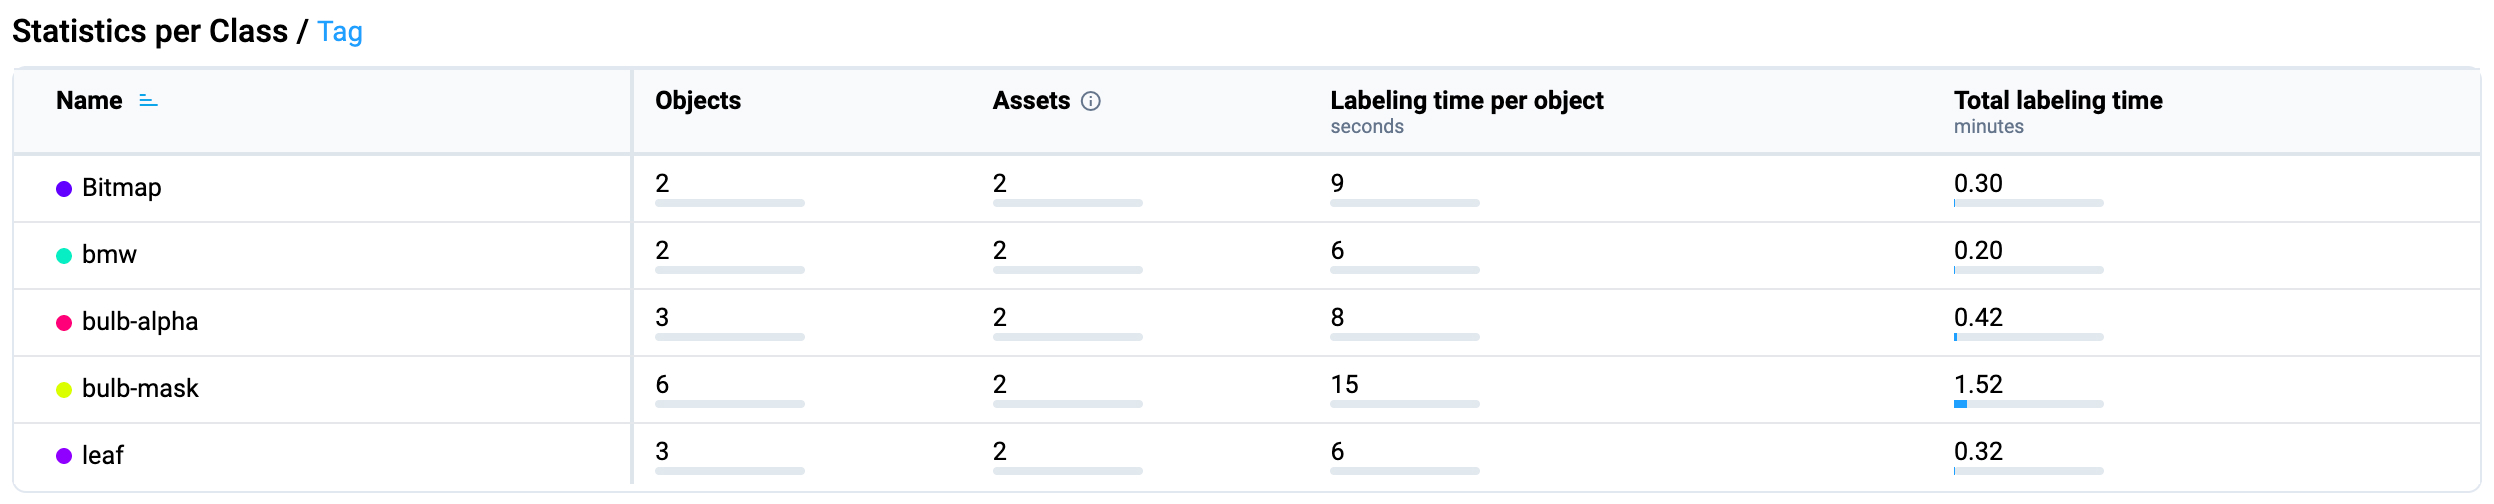 Statistics per Class / Tag
Name Objects Assets Labeling time per object Total labeling time
seconds minutes
Bitmap 2 2 9 0.30
bmw 2 2 6 0.20
bulb-alpha 3 2 8 0.42
bulb-mask 6 2 15 1.52
leaf 3 2 6 0.32